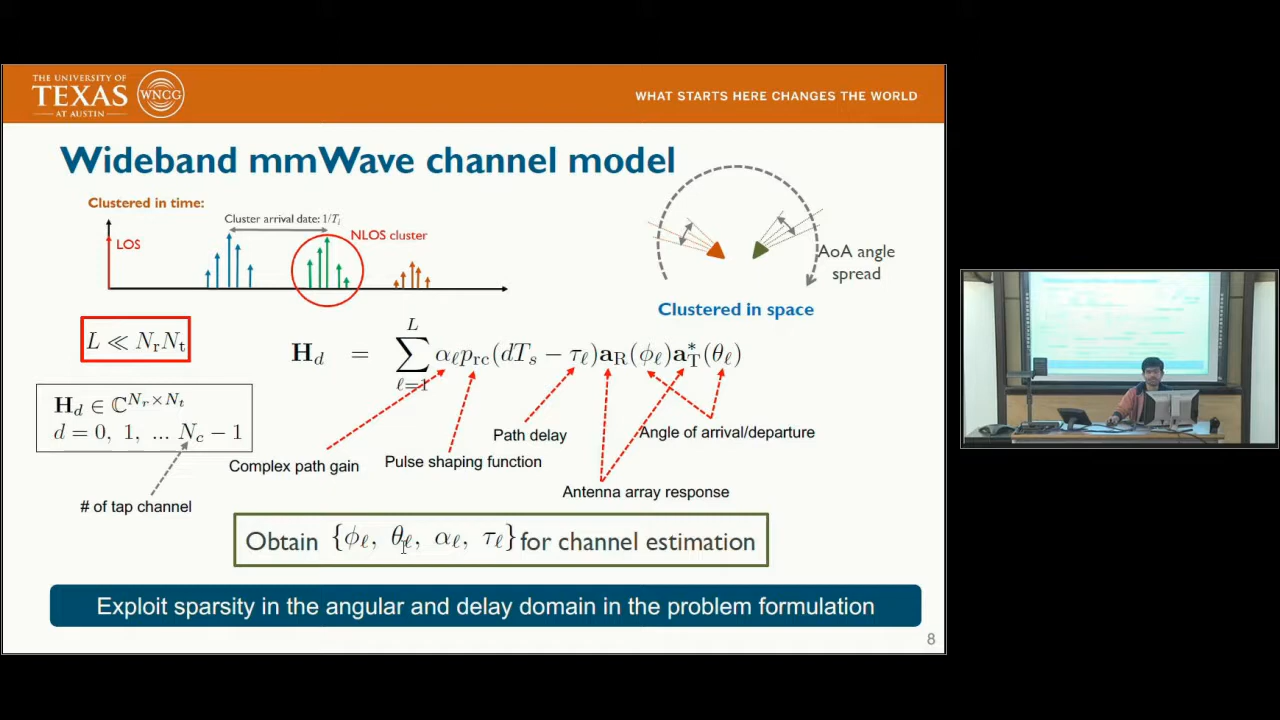 THE UNIVERSITY OF
TEXAS
AT AUSTIN
WNCG
WHAT STARTS HERE CHANGES THE WORLD
Wideband mmWave channel model
Clustered in time:
Cluster arrival date: 1/T_l
LOS
NLOS cluster
AoA angle
spread
Clustered in space
L ≪ N_r N_t
H_d = \sum_{ℓ=1}^{L} α_ℓ p_rc(dT_s − τ_ℓ) a_R(ϕ_ℓ) a_T^*(θ_ℓ)
H_d ∈ ℂ^{N_r×N_t}
d = 0, 1, ... N_c − 1
# of tap channel
Complex path gain
Pulse shaping function
Path delay
Angle of arrival/departure
Antenna array response
Obtain {ϕ_ℓ, θ_ℓ, α_ℓ, τ_ℓ} for channel estimation
Exploit sparsity in the angular and delay domain in the problem formulation
8